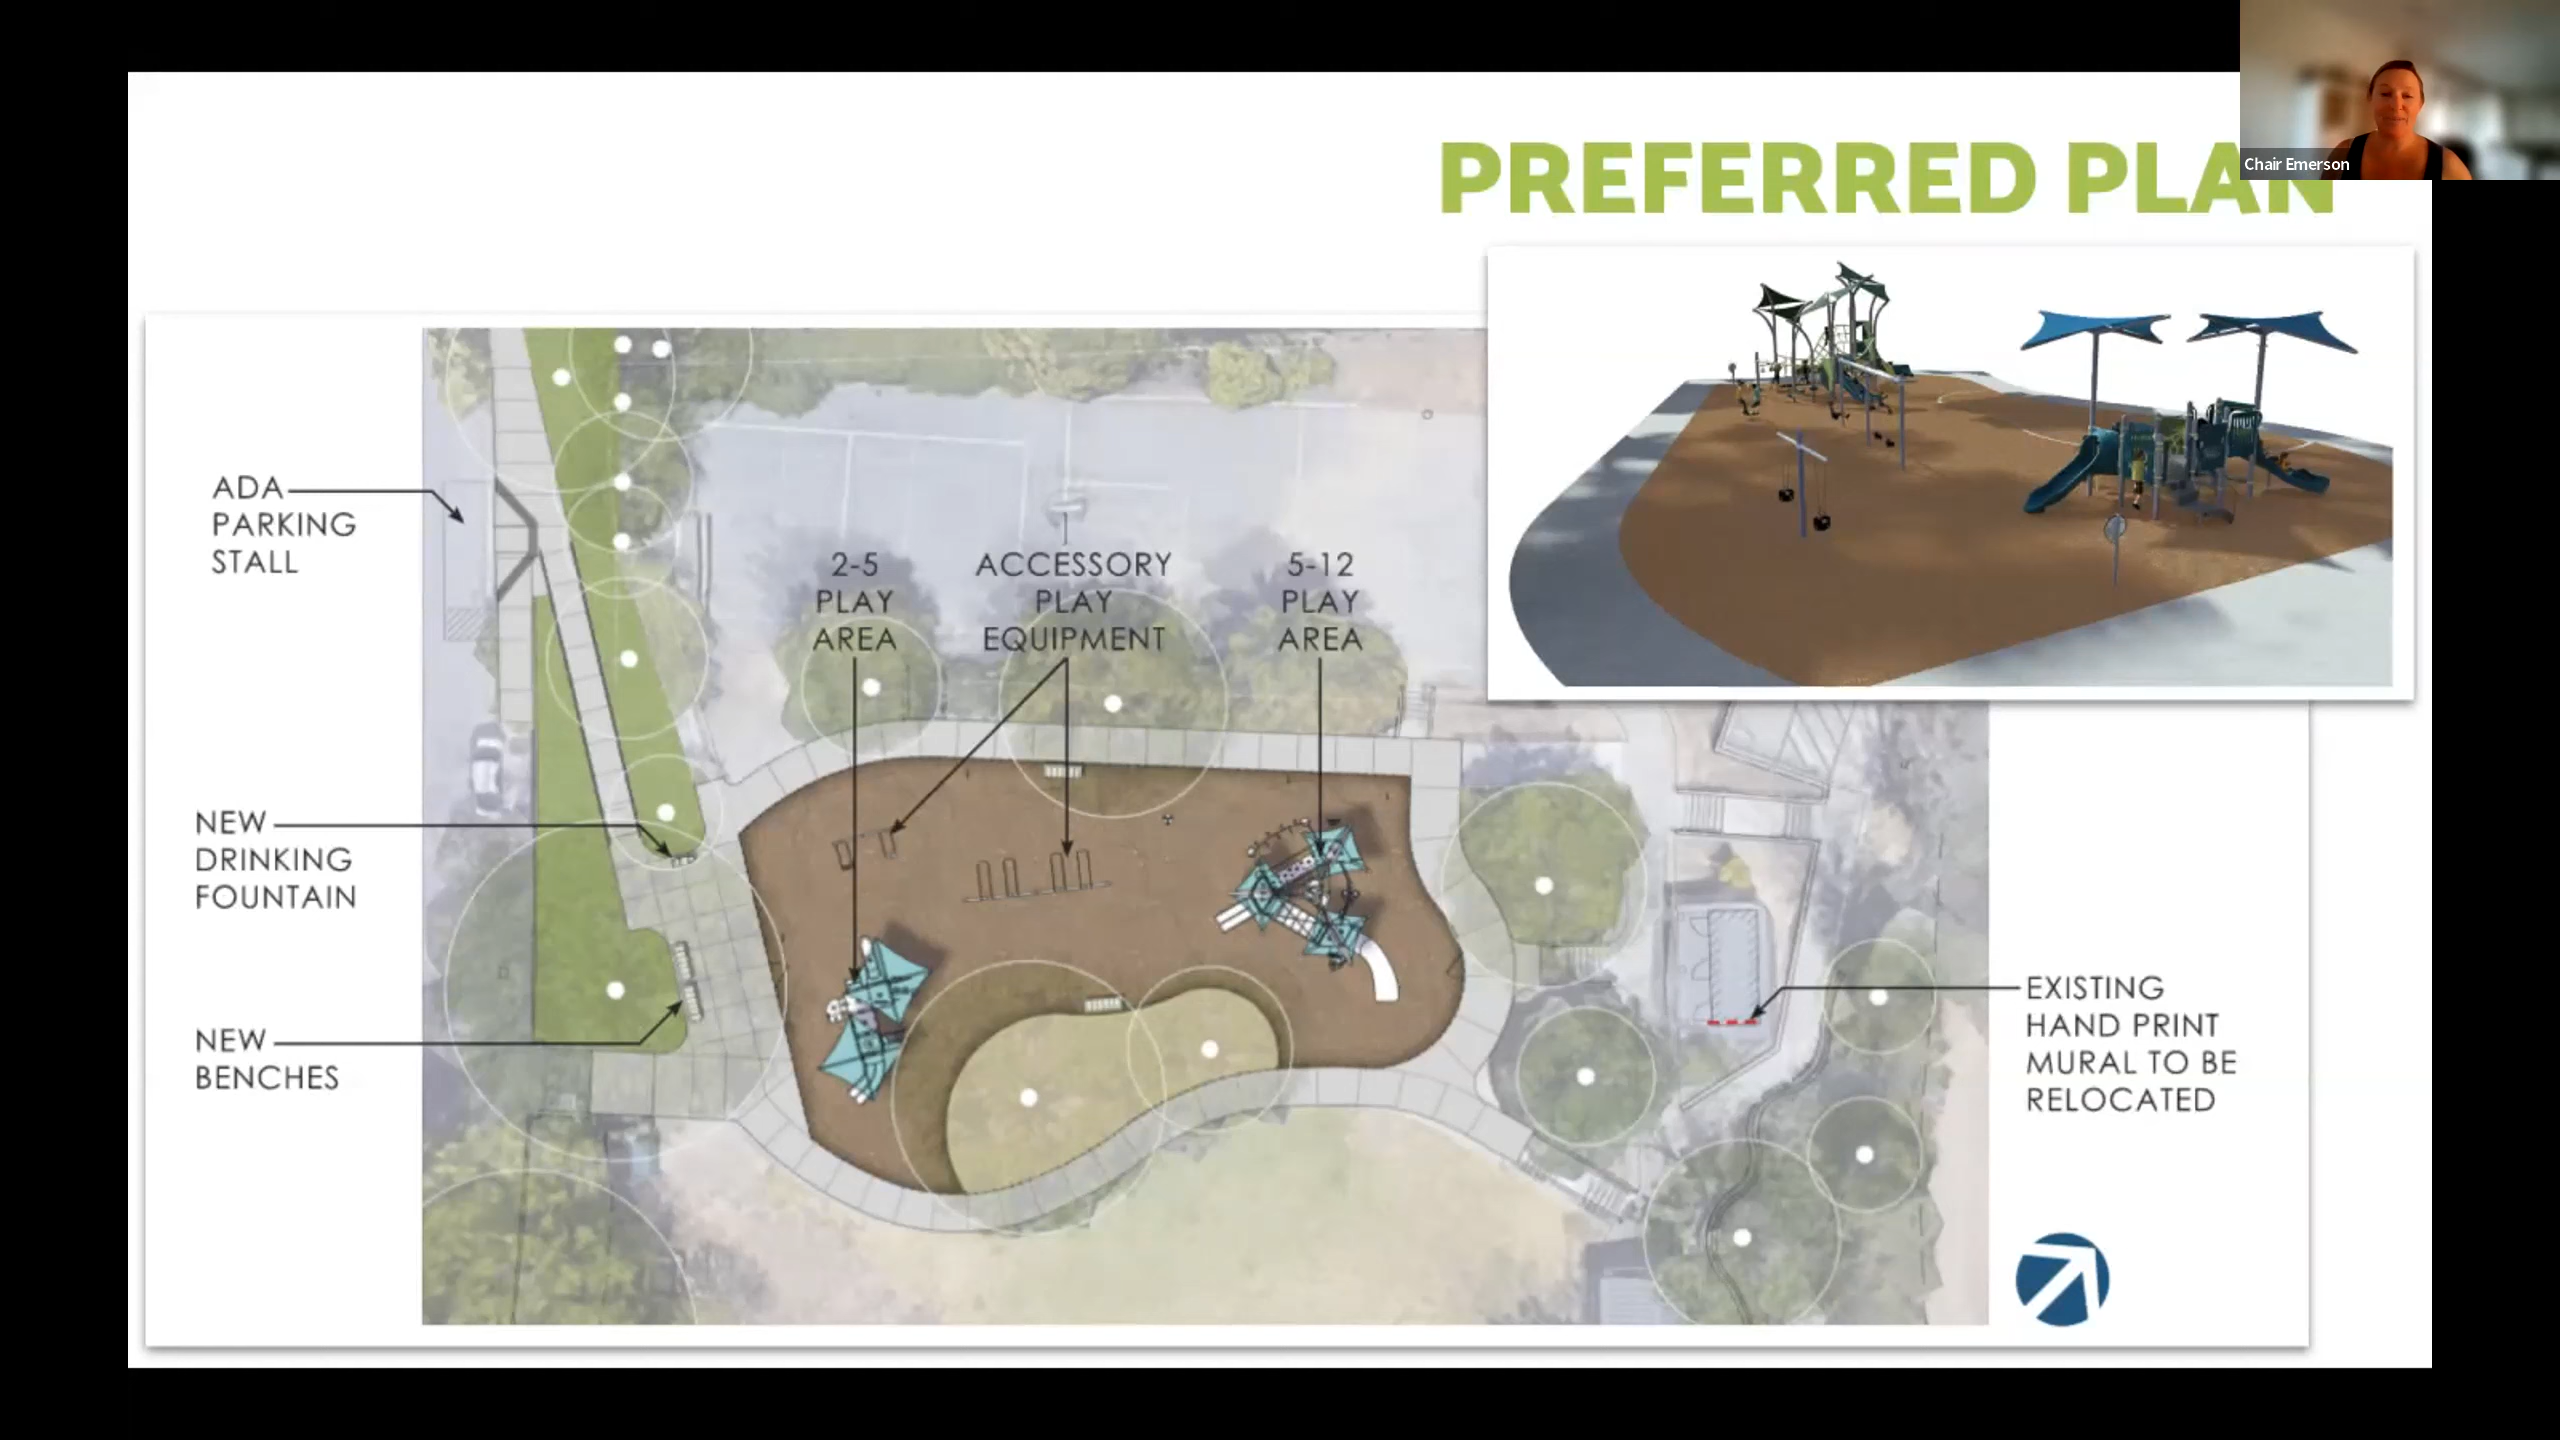 Chair Emerson
PREFERRED PLAN
ADA
PARKING
STALL
2-5
PLAY
AREA
ACCESSORY
PLAY
EQUIPMENT
5-12
PLAY
AREA
NEW
DRINKING
FOUNTAIN
NEW
BENCHES
EXISTING
HAND PRINT
MURAL TO BE
RELOCATED